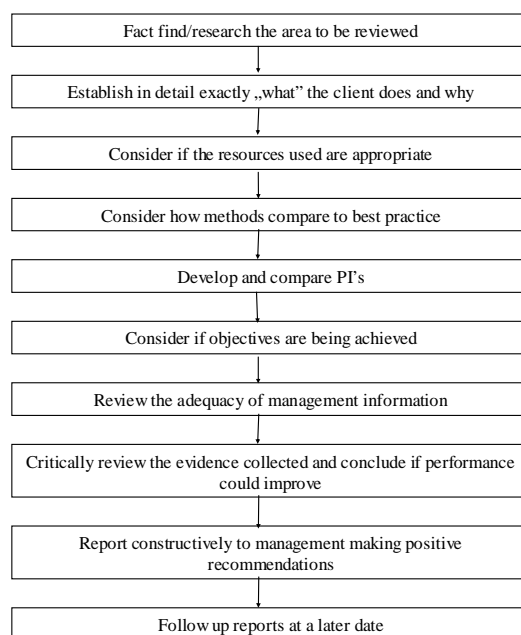 Fact find/research the area to be reviewed
Establish in detail exactly „what” the client does and why
Consider if the resources used are appropriate
Consider how methods compare to best practice
Develop and compare PI’s
Consider if objectives are being achieved
Review the adequacy of management information
Critically review the evidence collected and conclude if performance
could improve
Report constructively to management making positive
recommendations
Follow up reports at a later date